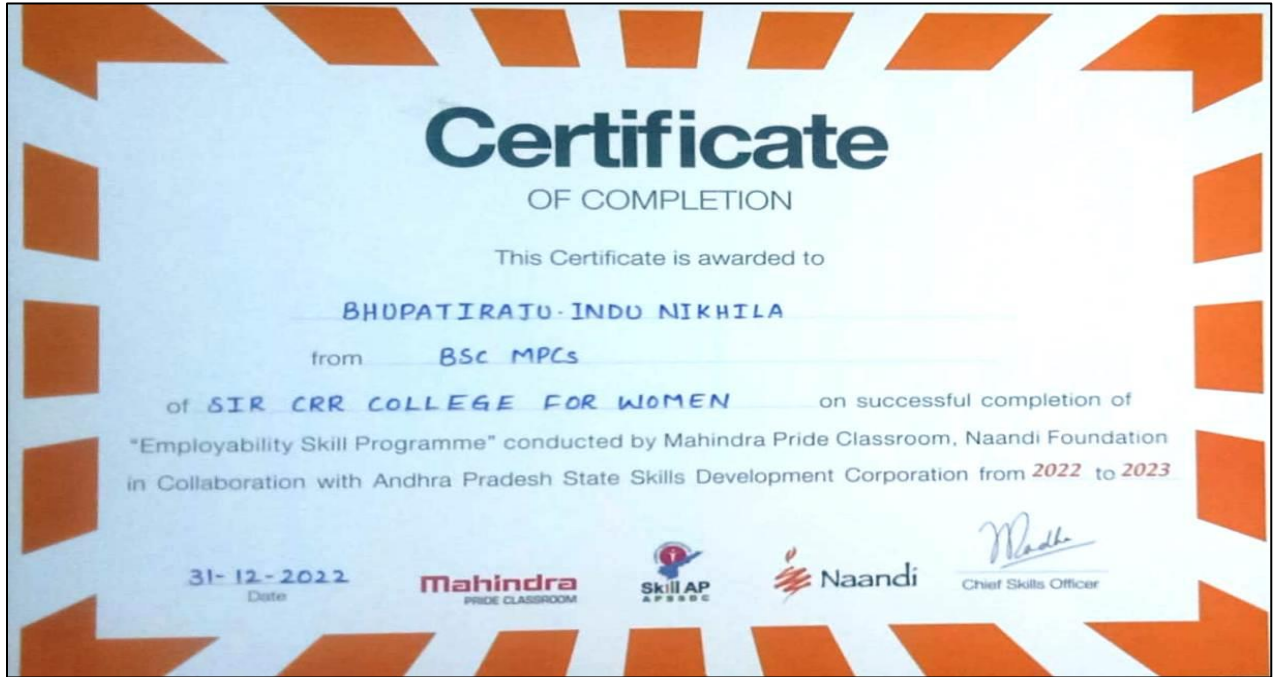 Certificate
OF COMPLETION
This Certificate is awarded to
BHUPATIRAJU. INDU NIKHILA
from BSC MPCs
of SIR CRR COLLEGE FOR WOMEN on successful completion of
"Employability Skill Programme" conducted by Mahindra Pride Classroom, Naandi Foundation
in Collaboration with Andhra Pradesh State Skills Development Corporation from 2022 to 2023
31-12-2022
Date
Mahindra
PRIDE CLASSROOM
Skill AP
APSSDC
Naandi
Madhu
Chief Skills Officer